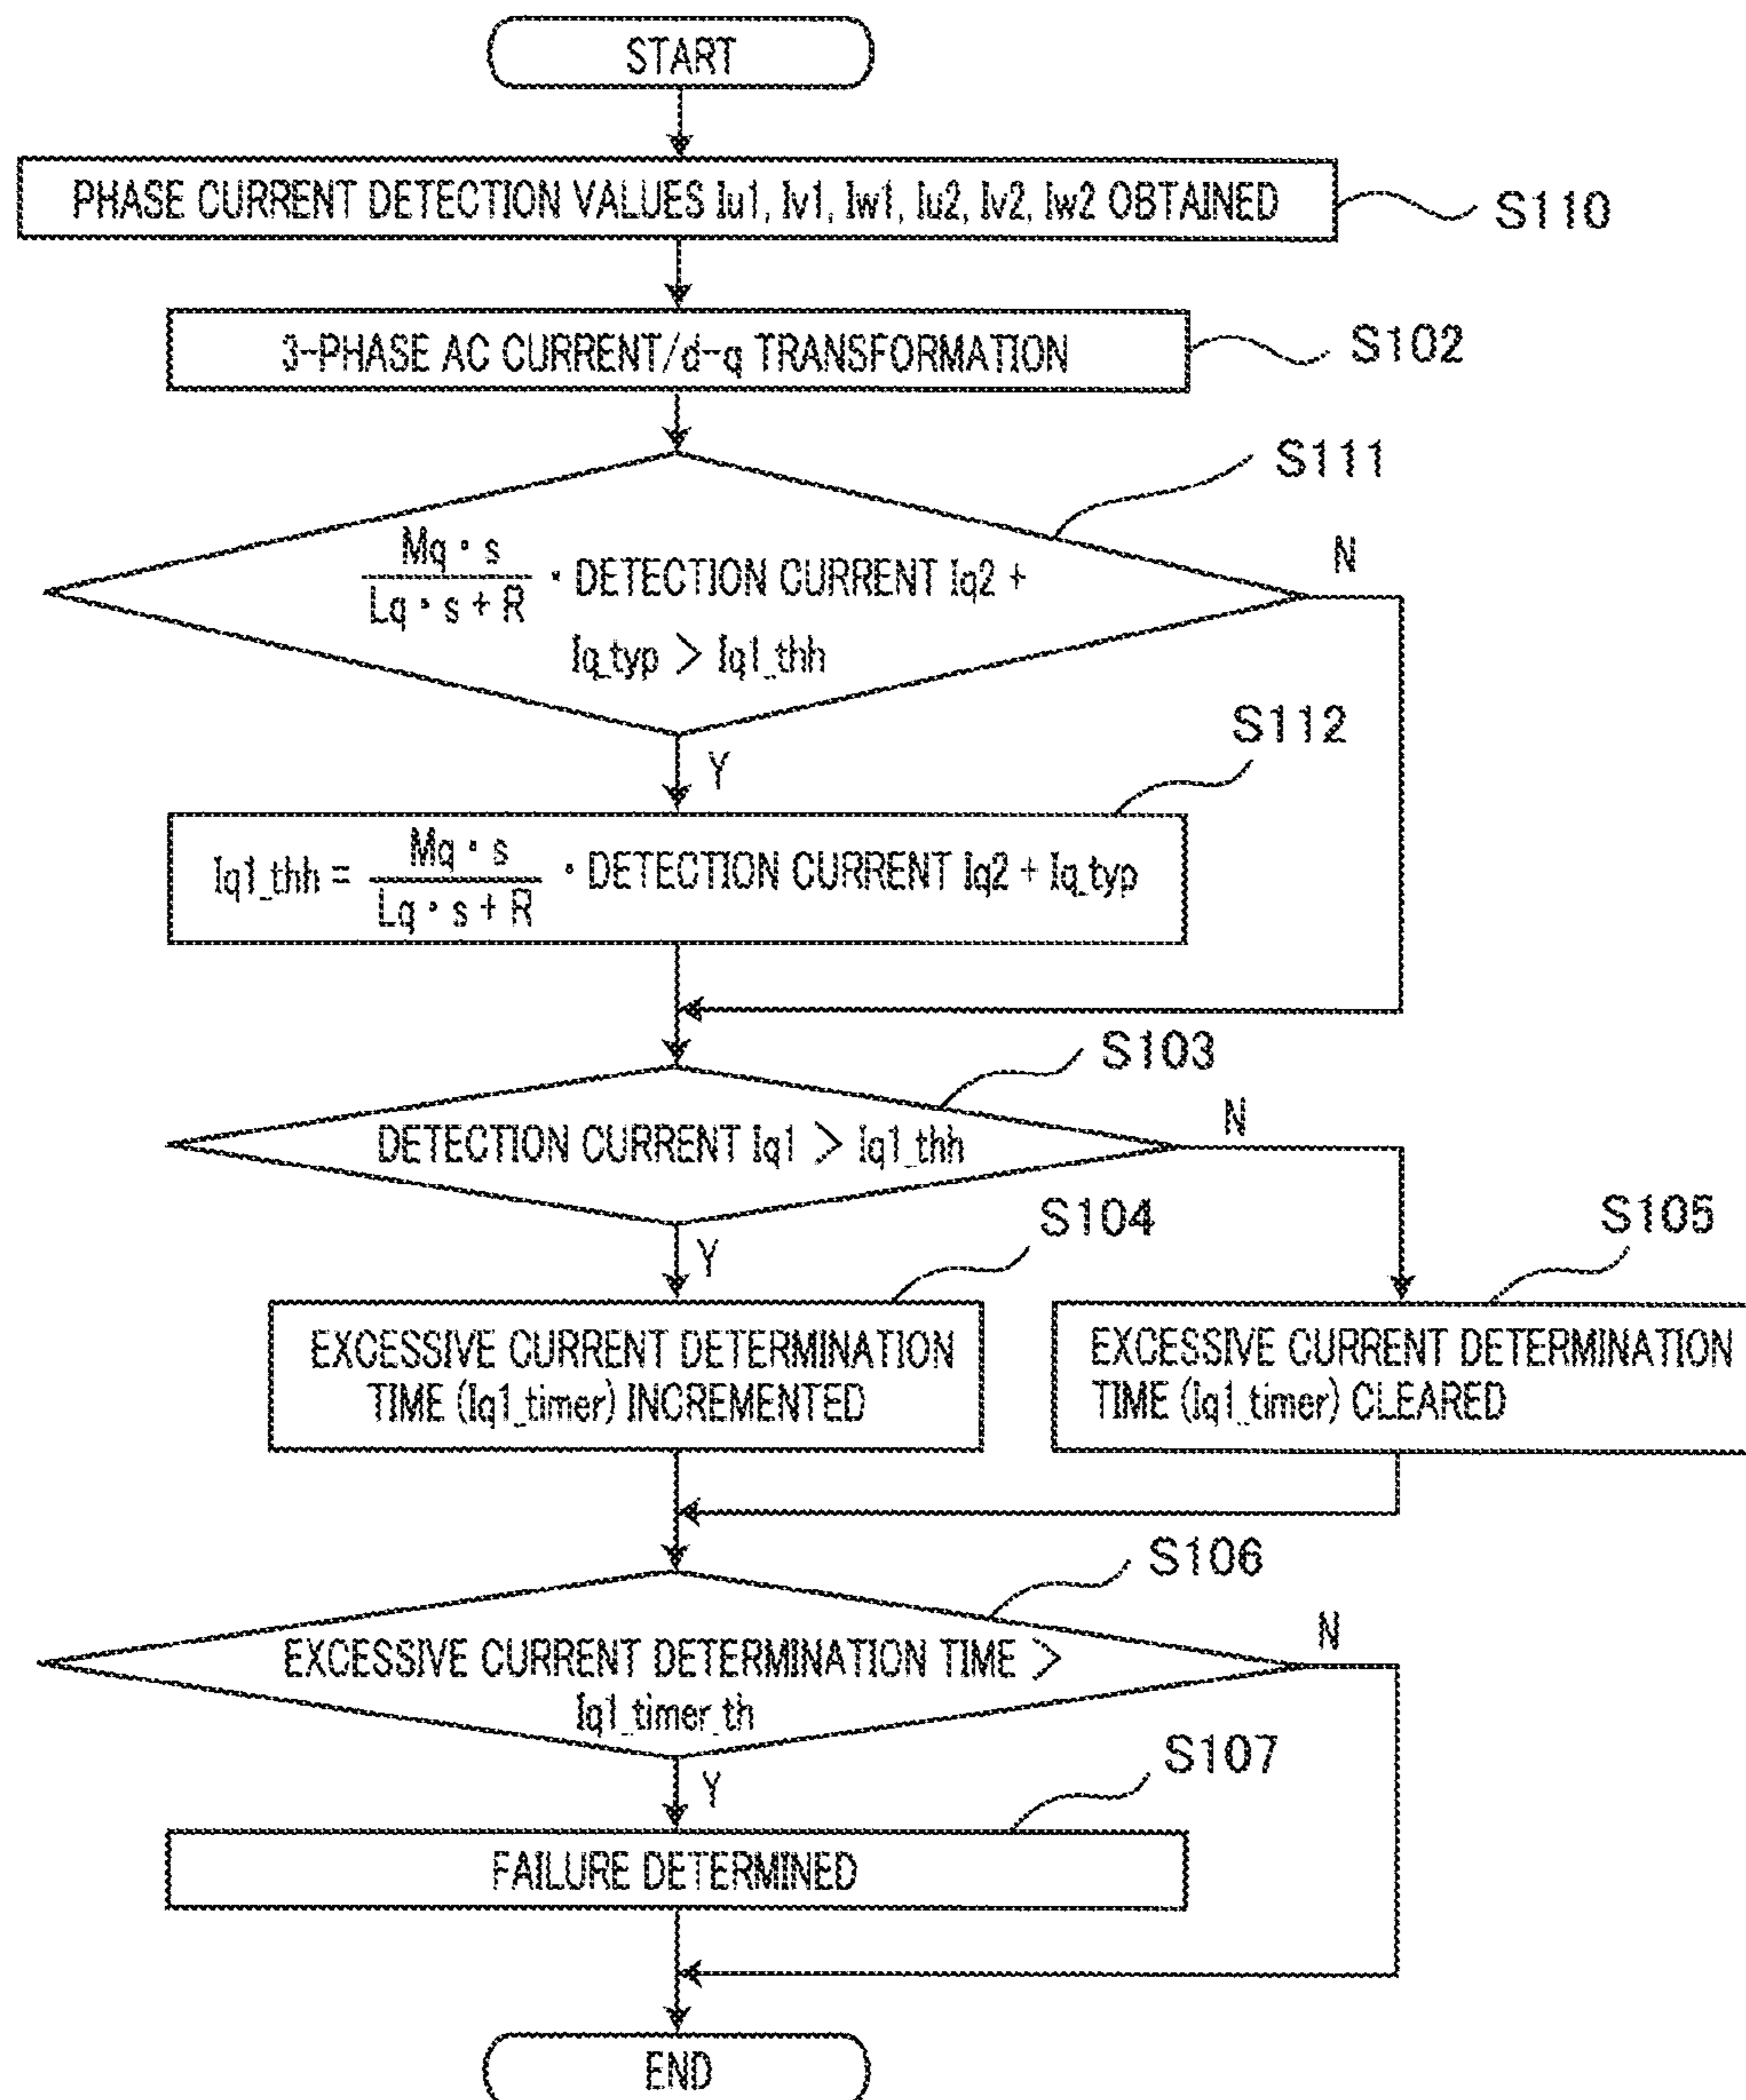 START
PHASE CURRENT DETECTION VALUES Iu1, Iv1, Iw1, Iu2, Iv2, Iw2 OBTAINED
S110
3-PHASE AC CURRENT/d-q TRANSFORMATION
S102
S111
Mq・s
Lq・s + R
・DETECTION CURRENT Iq2 +
Iq_typ > Iq1_thh
N
Y
S112
Iq1_thh =
Mq・s
Lq・s + R
・DETECTION CURRENT Iq2 + Iq_typ
S103
DETECTION CURRENT Iq1 > Iq1_thh
N
Y
S104
EXCESSIVE CURRENT DETERMINATION
TIME (Iq1_timer) INCREMENTED
S105
EXCESSIVE CURRENT DETERMINATION
TIME (Iq1_timer) CLEARED
S106
EXCESSIVE CURRENT DETERMINATION TIME >
Iq1_timer_th
N
Y
S107
FAILURE DETERMINED
END